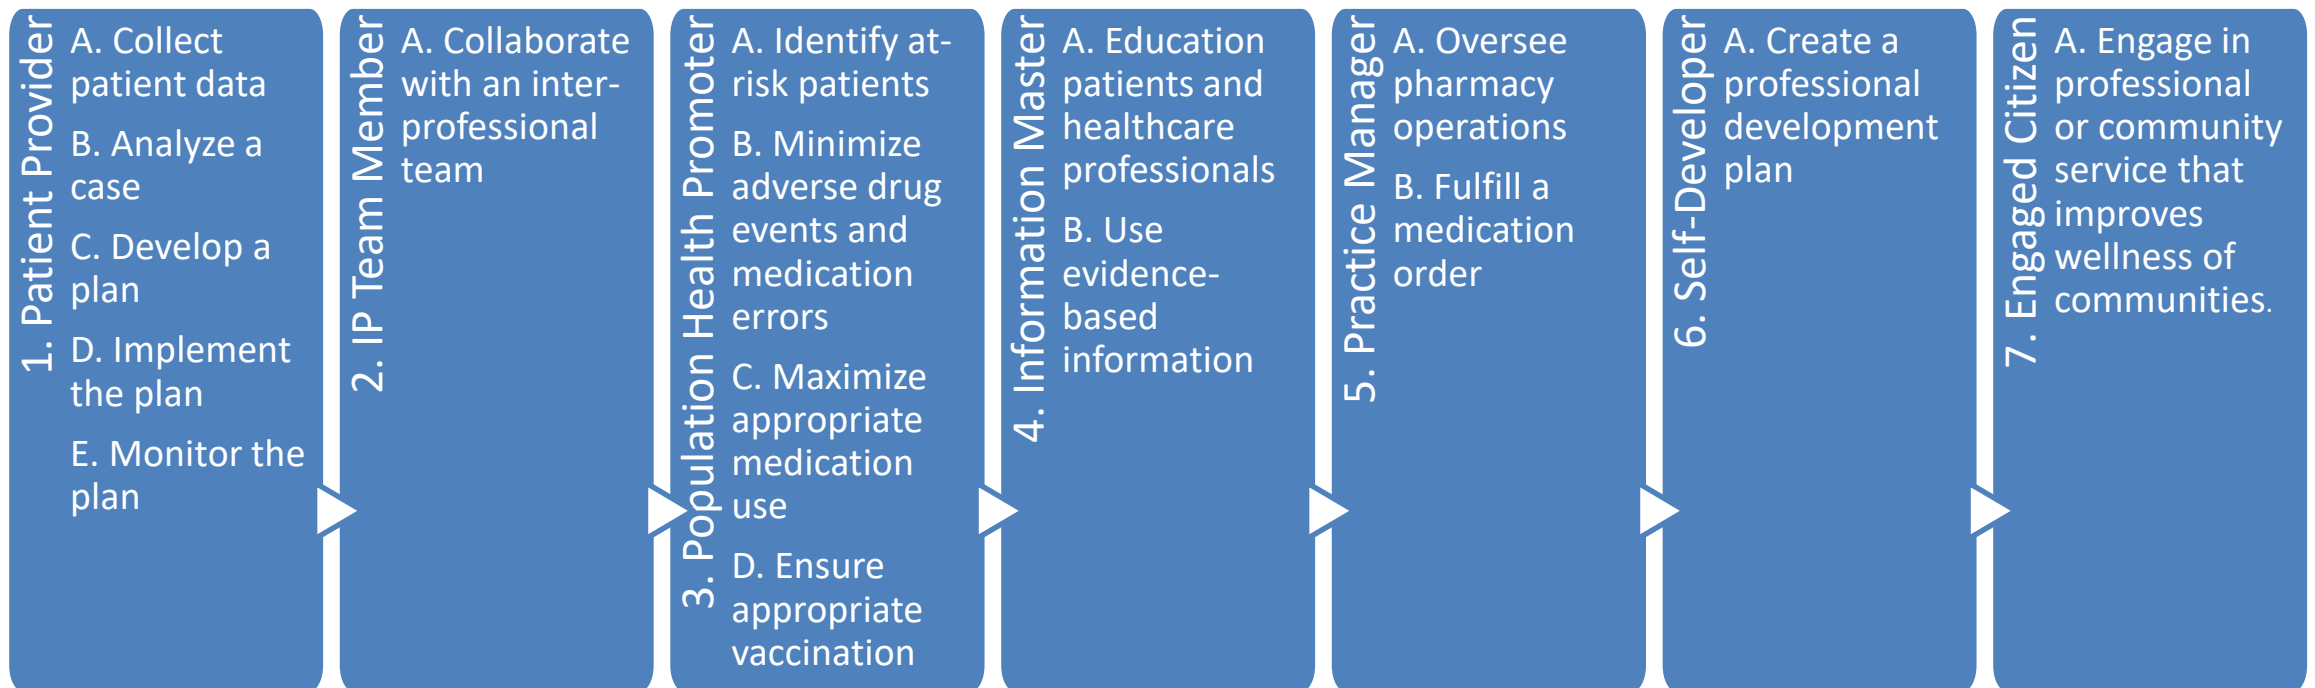 1. Patient Provider
A. Collect
patient data
B. Analyze a
case
C. Develop a
plan
D. Implement
the plan
E. Monitor the
plan
2. IP Team Member
A. Collaborate
with an inter-
professional
team
3. Population Health Promoter
A. Identify at-
risk patients
B. Minimize
adverse drug
events and
medication
errors
C. Maximize
appropriate
medication
use
D. Ensure
appropriate
vaccination
4. Information Master
A. Education
patients and
healthcare
professionals
B. Use
evidence-
based
information
5. Practice Manager
A. Oversee
pharmacy
operations
B. Fulfill a
medication
order
6. Self-Developer
A. Create a
professional
development
plan
7. Engaged Citizen
A. Engage in
professional
or community
service that
improves
wellness of
communities.